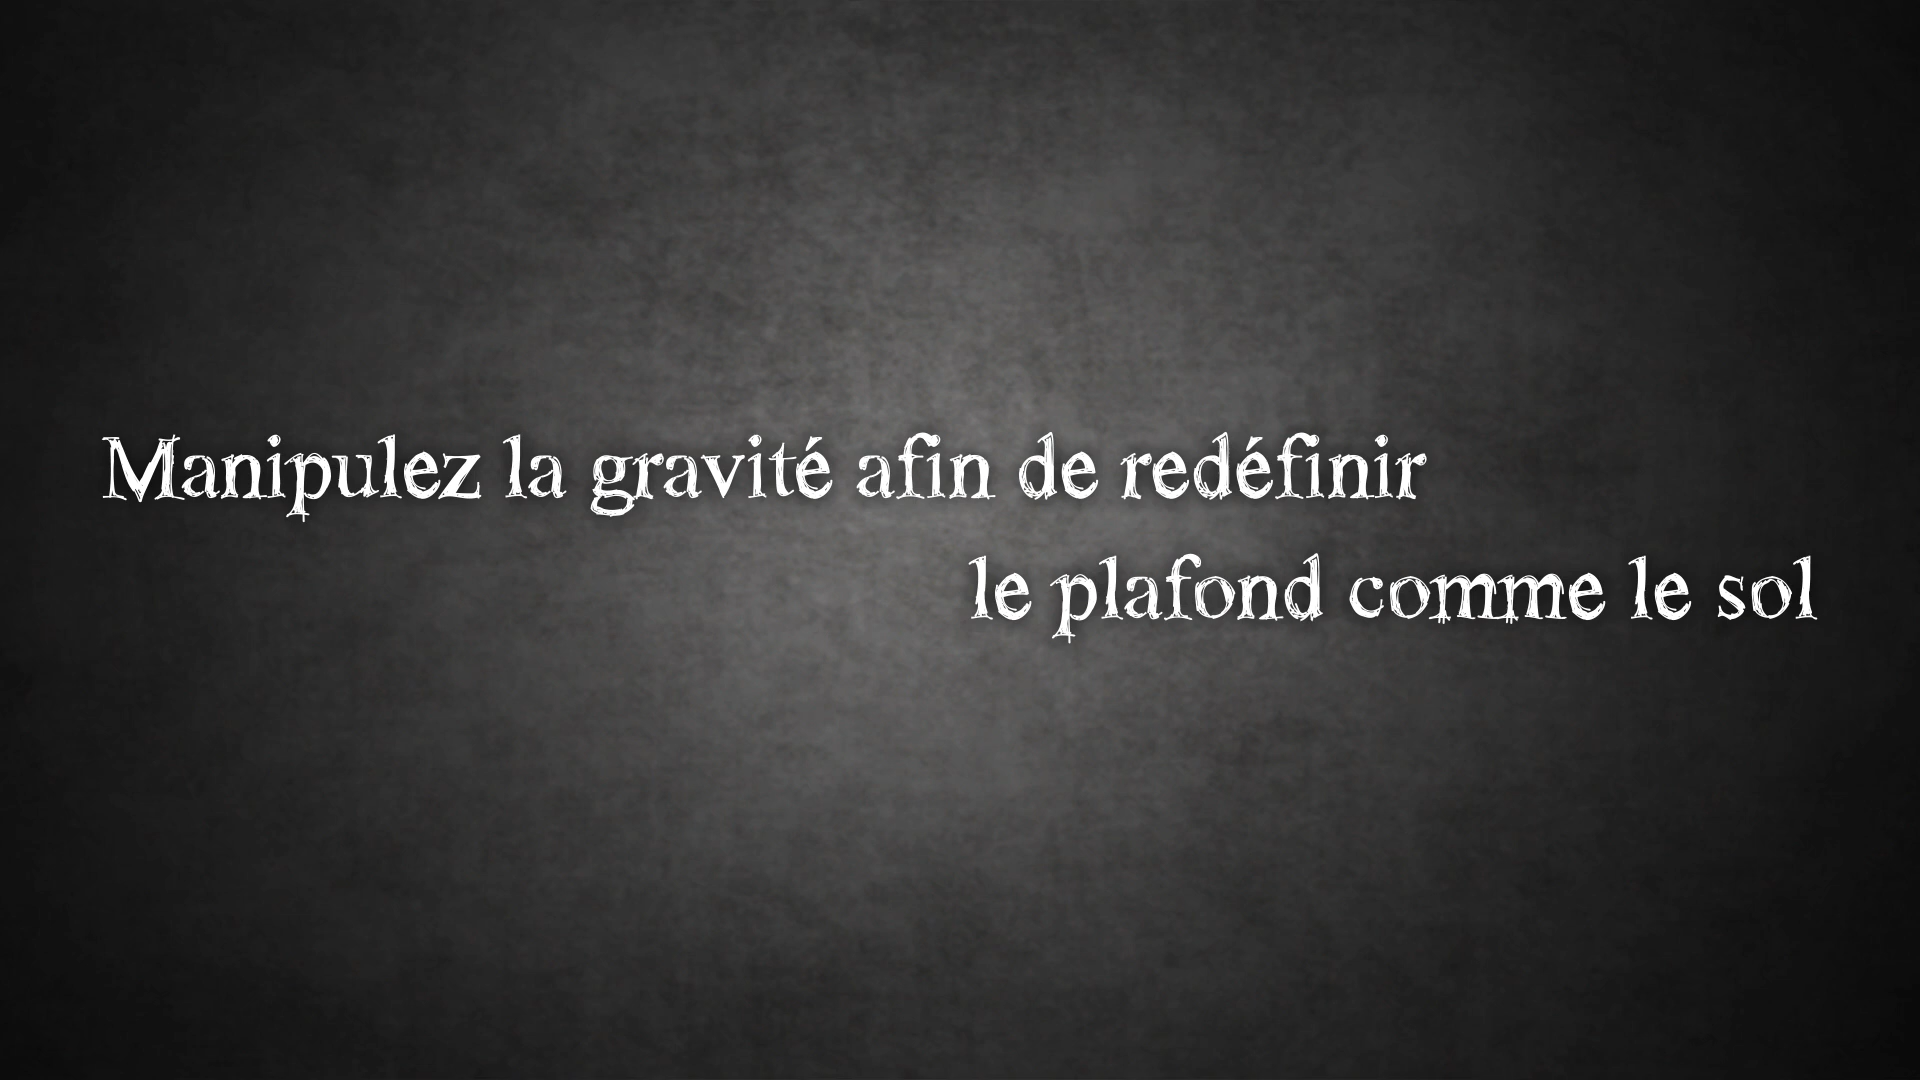 Manipulez la gravité afin de redéfinir
le plafond comme le sol